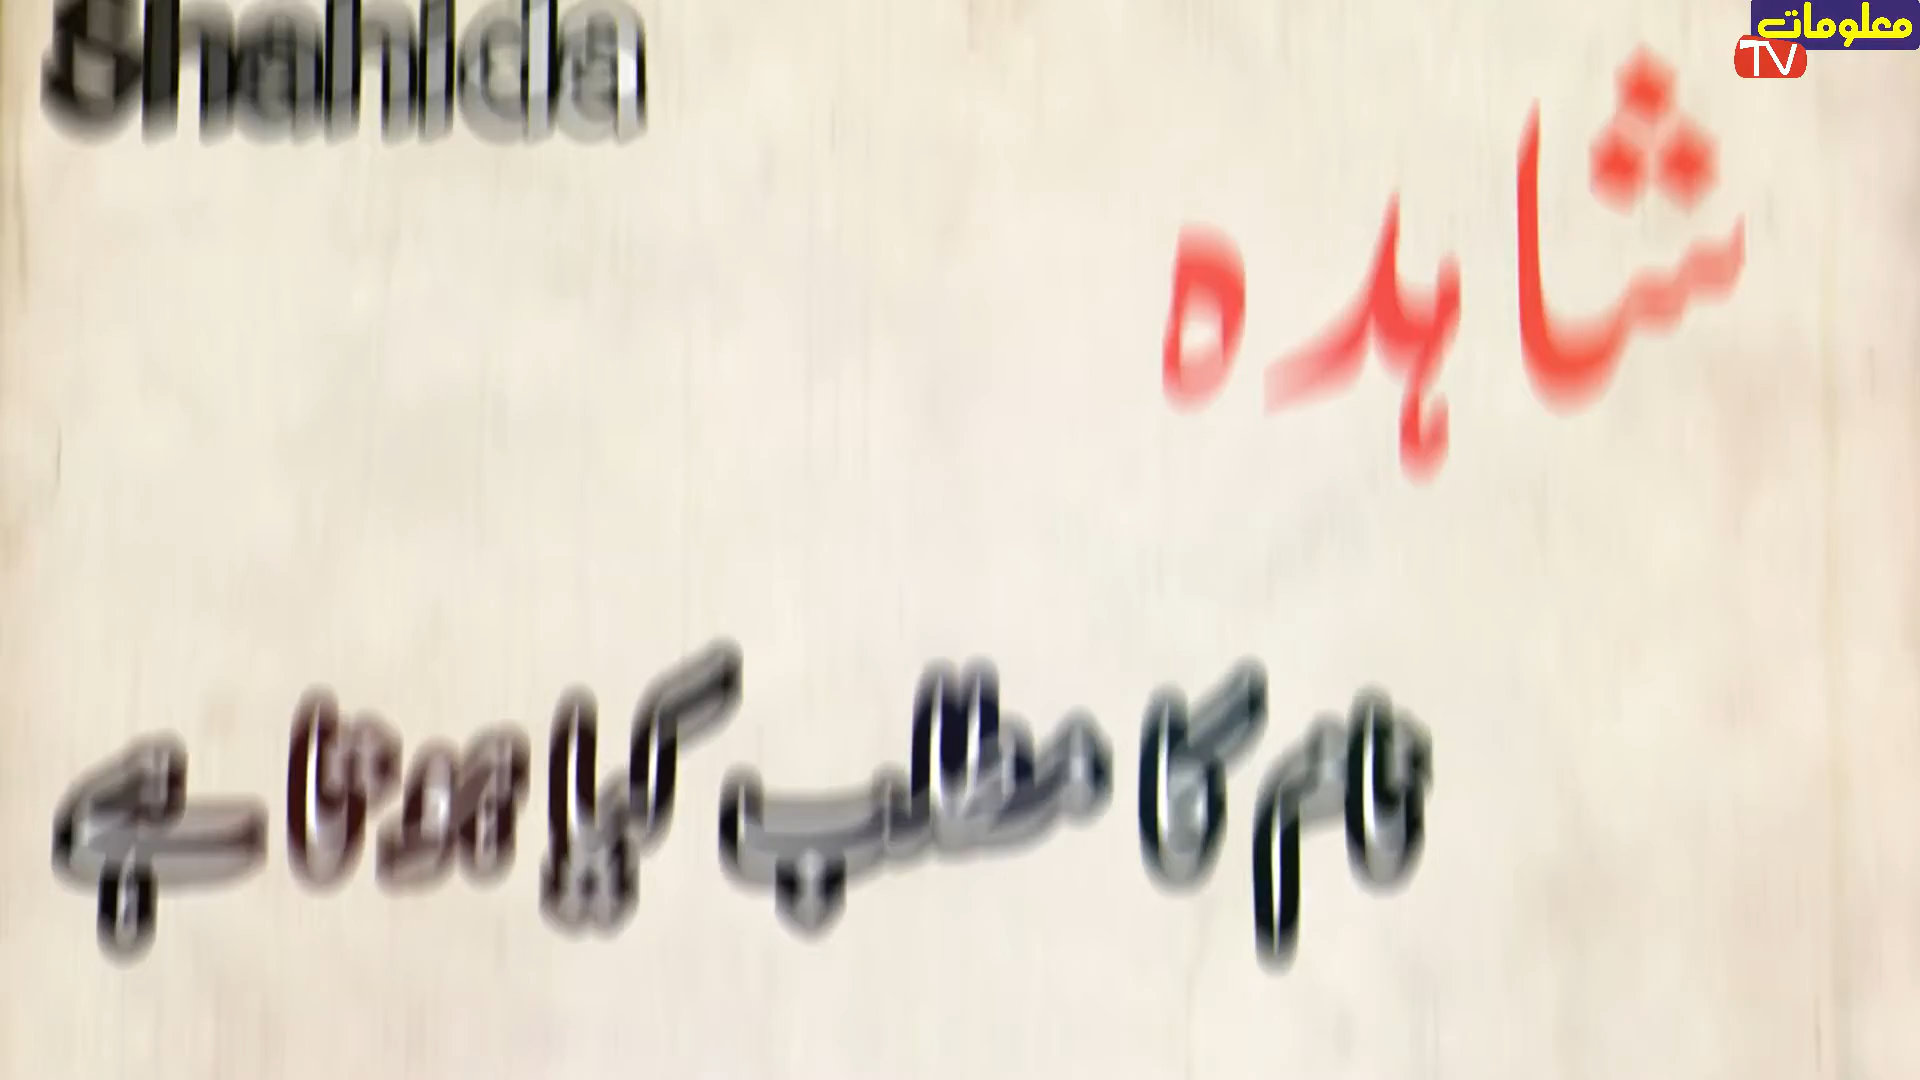 معلومات
TV
Shahida
شاہدہ
نام کا مطلب کیا ہوتا ہے